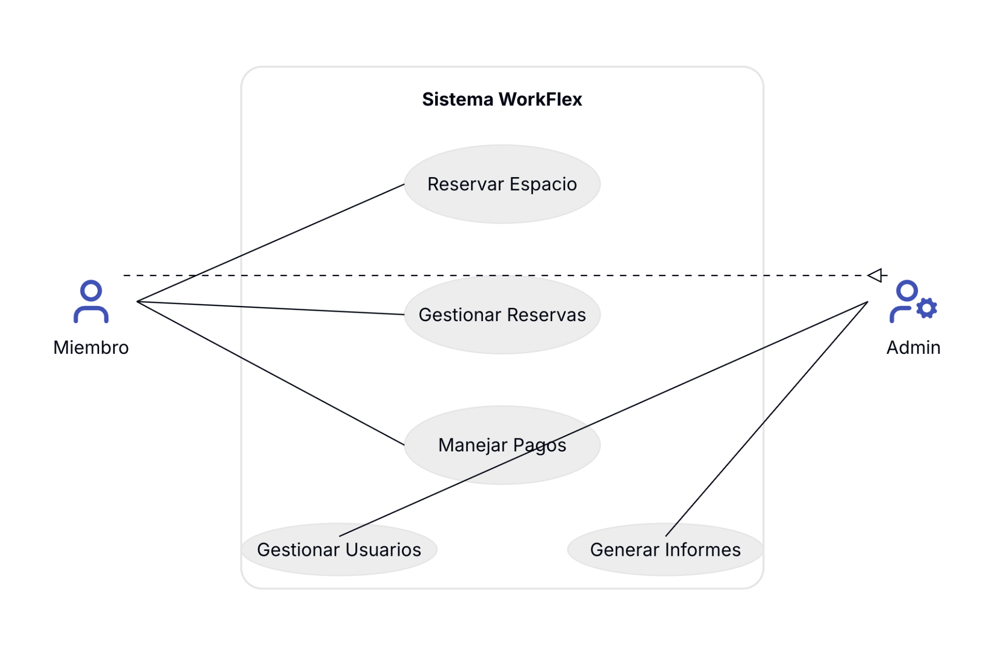 Sistema WorkFlex
Reservar Espacio
Gestionar Reservas
Miembro
Admin
Manejar Pagos
Gestionar Usuarios
Generar Informes